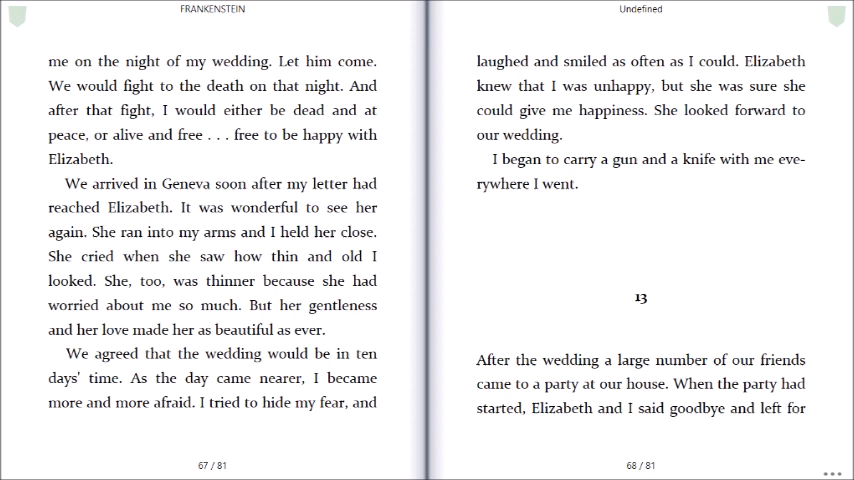 FRANKENSTEIN
me on the night of my wedding. Let him come.
We would fight to the death on that night. And
after that fight, I would either be dead and at
peace, or alive and free . . . free to be happy with
Elizabeth.
We arrived in Geneva soon after my letter had
reached Elizabeth. It was wonderful to see her
again. She ran into my arms and I held her close.
She cried when she saw how thin and old I
looked. She, too, was thinner because she had
worried about me so much. But her gentleness
and her love made her as beautiful as ever.
We agreed that the wedding would be in ten
days' time. As the day came nearer, I became
more and more afraid. I tried to hide my fear, and
67 / 81
Undefined
laughed and smiled as often as I could. Elizabeth
knew that I was unhappy, but she was sure she
could give me happiness. She looked forward to
our wedding.
I began to carry a gun and a knife with me eve-
rywhere I went.
13
After the wedding a large number of our friends
came to a party at our house. When the party had
started, Elizabeth and I said goodbye and left for
68 / 81